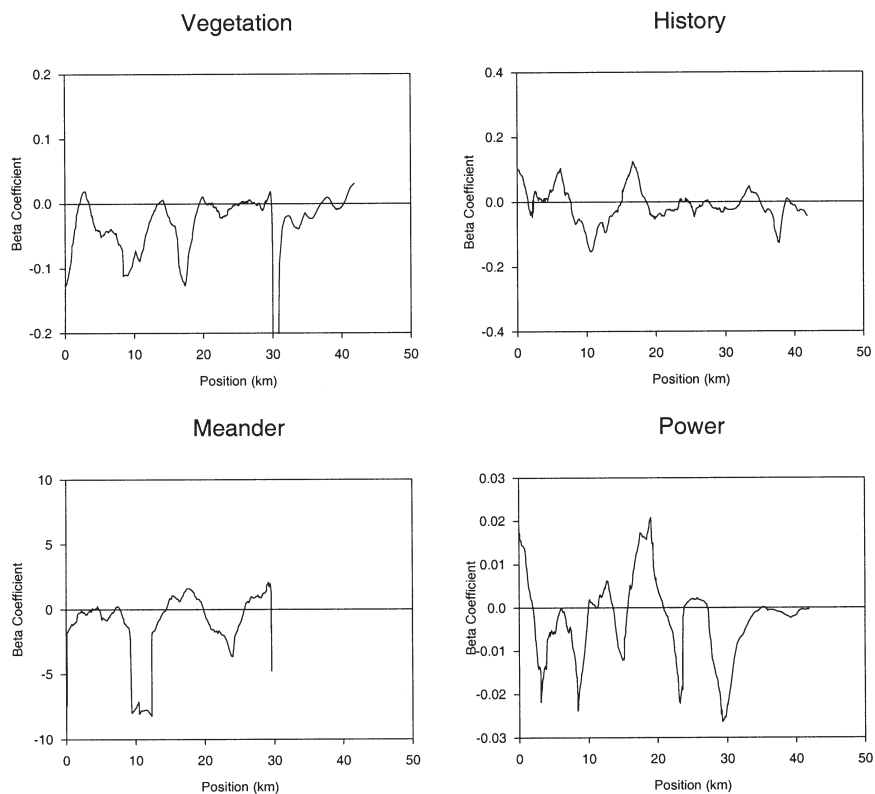 Vegetation
0.2
0.1
0.0
-0.1
-0.2
Beta Coefficient
0 10 20 30 40 50
Position (km)
History
0.4
0.2
0.0
-0.2
-0.4
Beta Coefficient
0 10 20 30 40 50
Position (km)
Meander
10
5
0
-5
-10
Beta Coefficient
0 10 20 30 40 50
Position (km)
Power
0.03
0.02
0.01
0.0
-0.01
-0.02
-0.03
Beta Coefficient
0 10 20 30 40 50
Position (km)